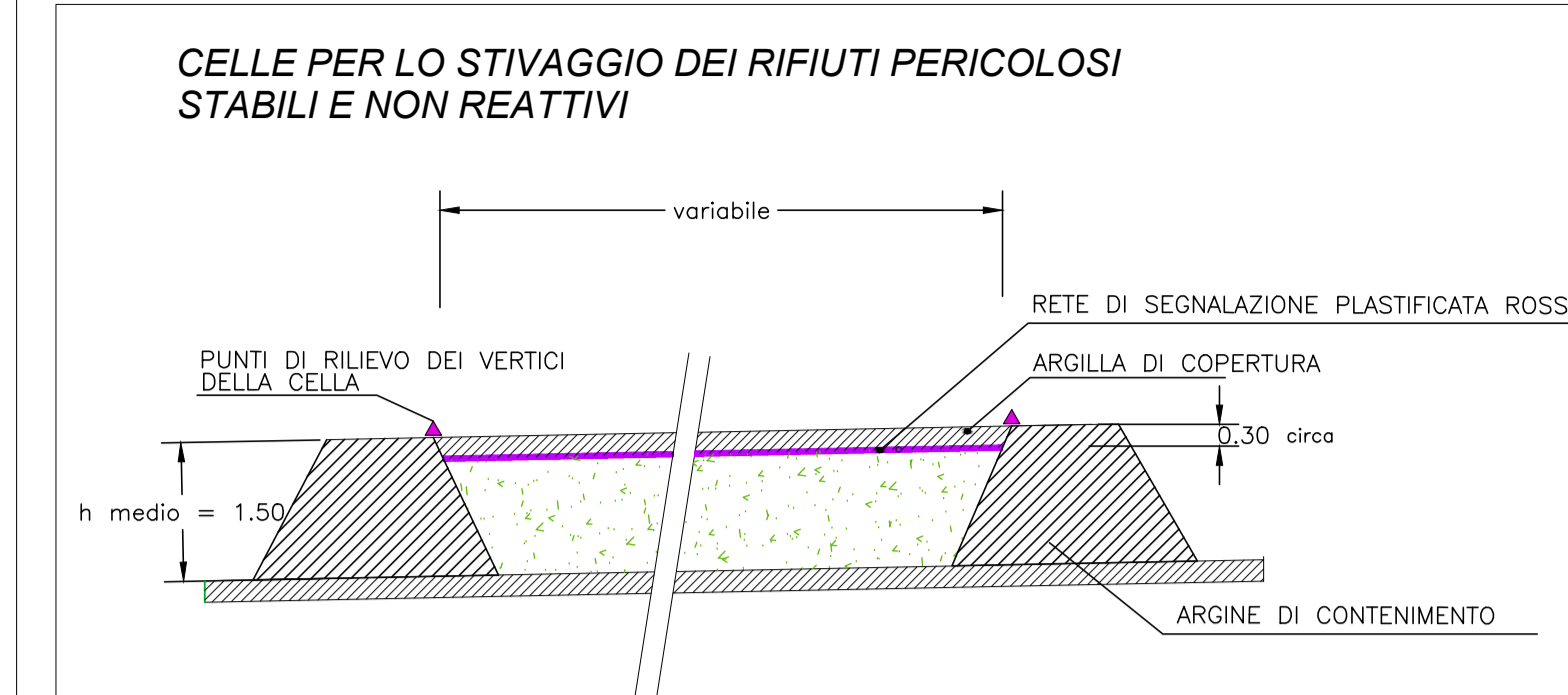 CELLE PER LO STIVAGGIO DEI RIFIUTI PERICOLOSI
STABILI E NON REATTIVI
variabile
RETE DI SEGNALAZIONE PLASTIFICATA ROSS
PUNTI DI RILIEVO DEI VERTICI
DELLA CELLA
ARGILLA DI COPERTURA
0.30 circa
h medio = 1.50
ARGINE DI CONTENIMENTO